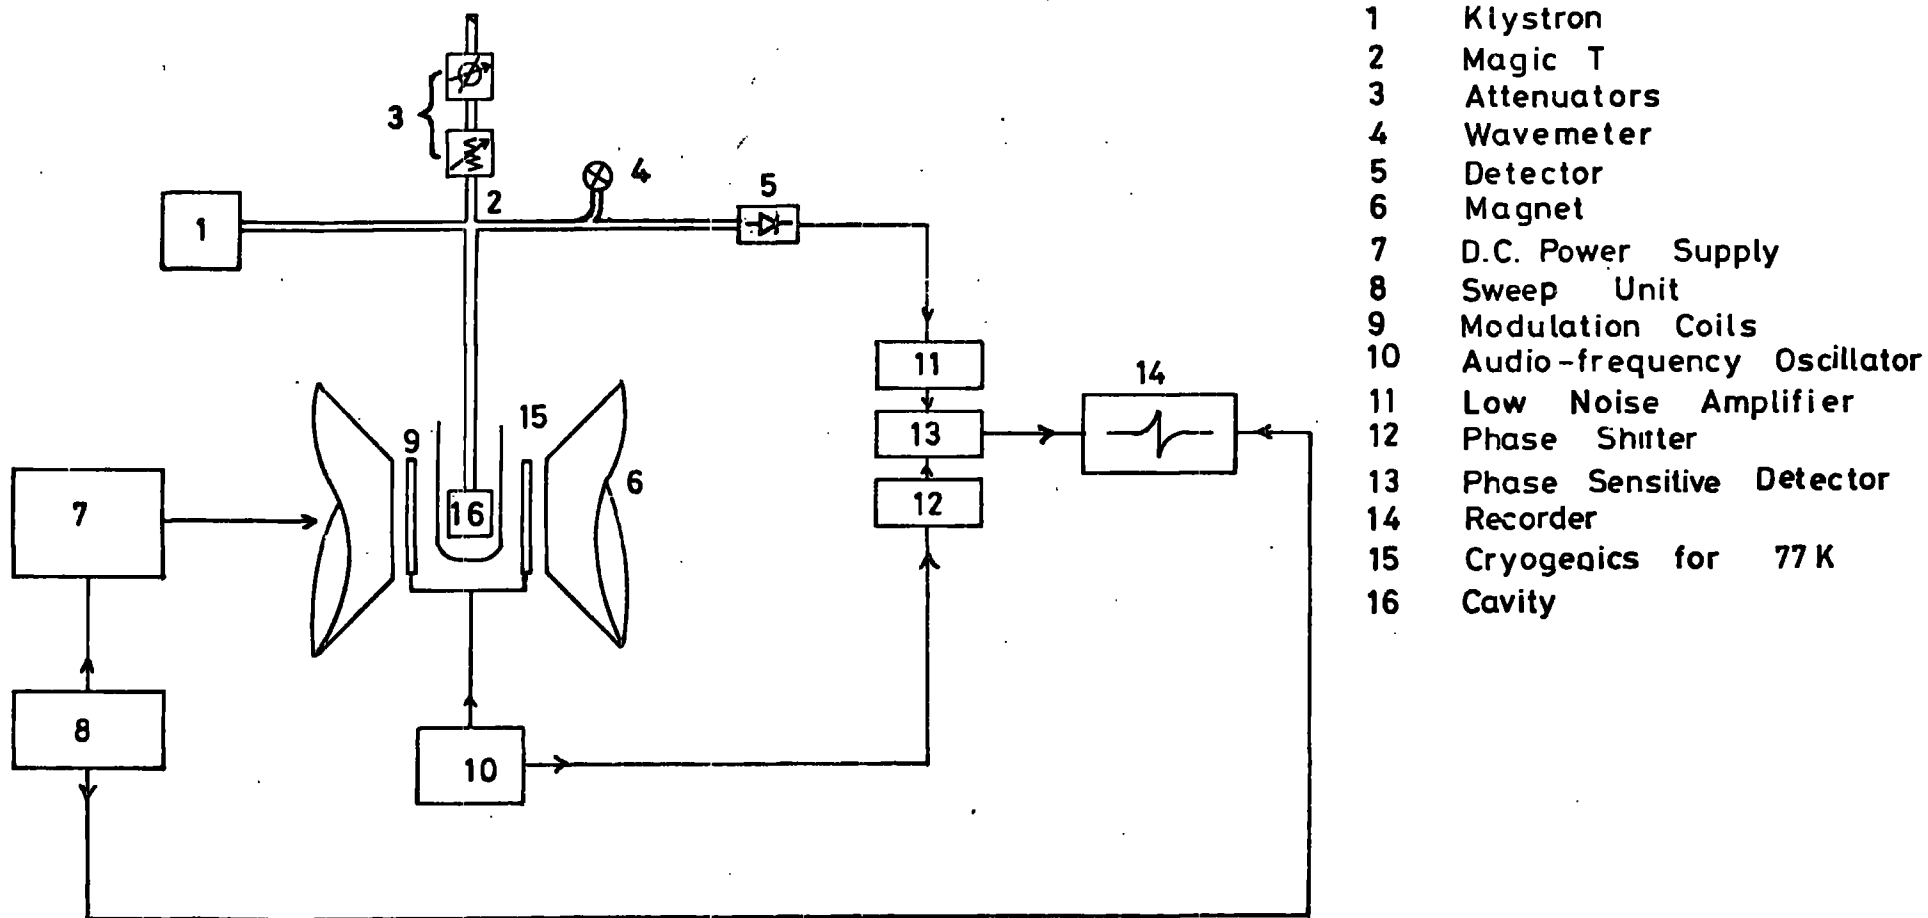 3
4
2
5
1
11
14
13
12
15
9
6
16
7
8
10
1 Klystron
2 Magic T
3 Attenuators
4 Wavemeter
5 Detector
6 Magnet
7 D.C. Power Supply
8 Sweep Unit
9 Modulation Coils
10 Audio-frequency Oscillator
11 Low Noise Amplifier
12 Phase Shifter
13 Phase Sensitive Detector
14 Recorder
15 Cryogenics for 77 K
16 Cavity